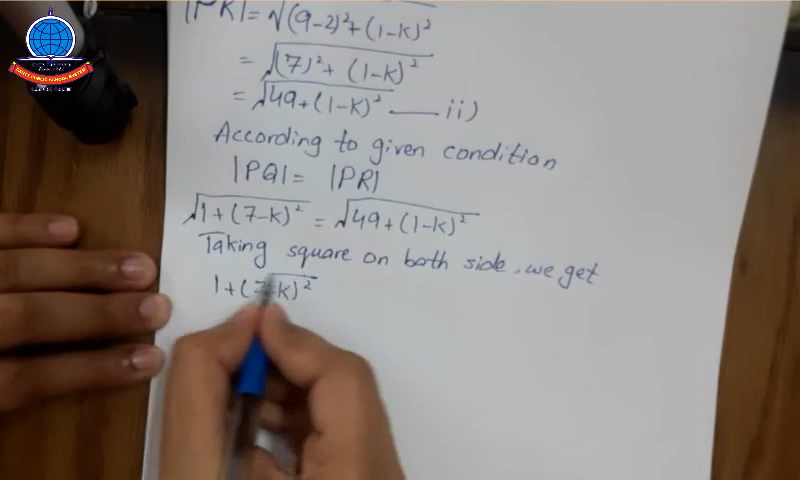 |PR| = √(9-2)²+(1-K)²
= √(7)²+ (1-K)²
= √49+(1-K)² —— ii)
According to given condition
|PQ| = |PR|
√1+(7-K)² = √49+(1-K)²
Taking square on both side, we get
1+(7-K)²